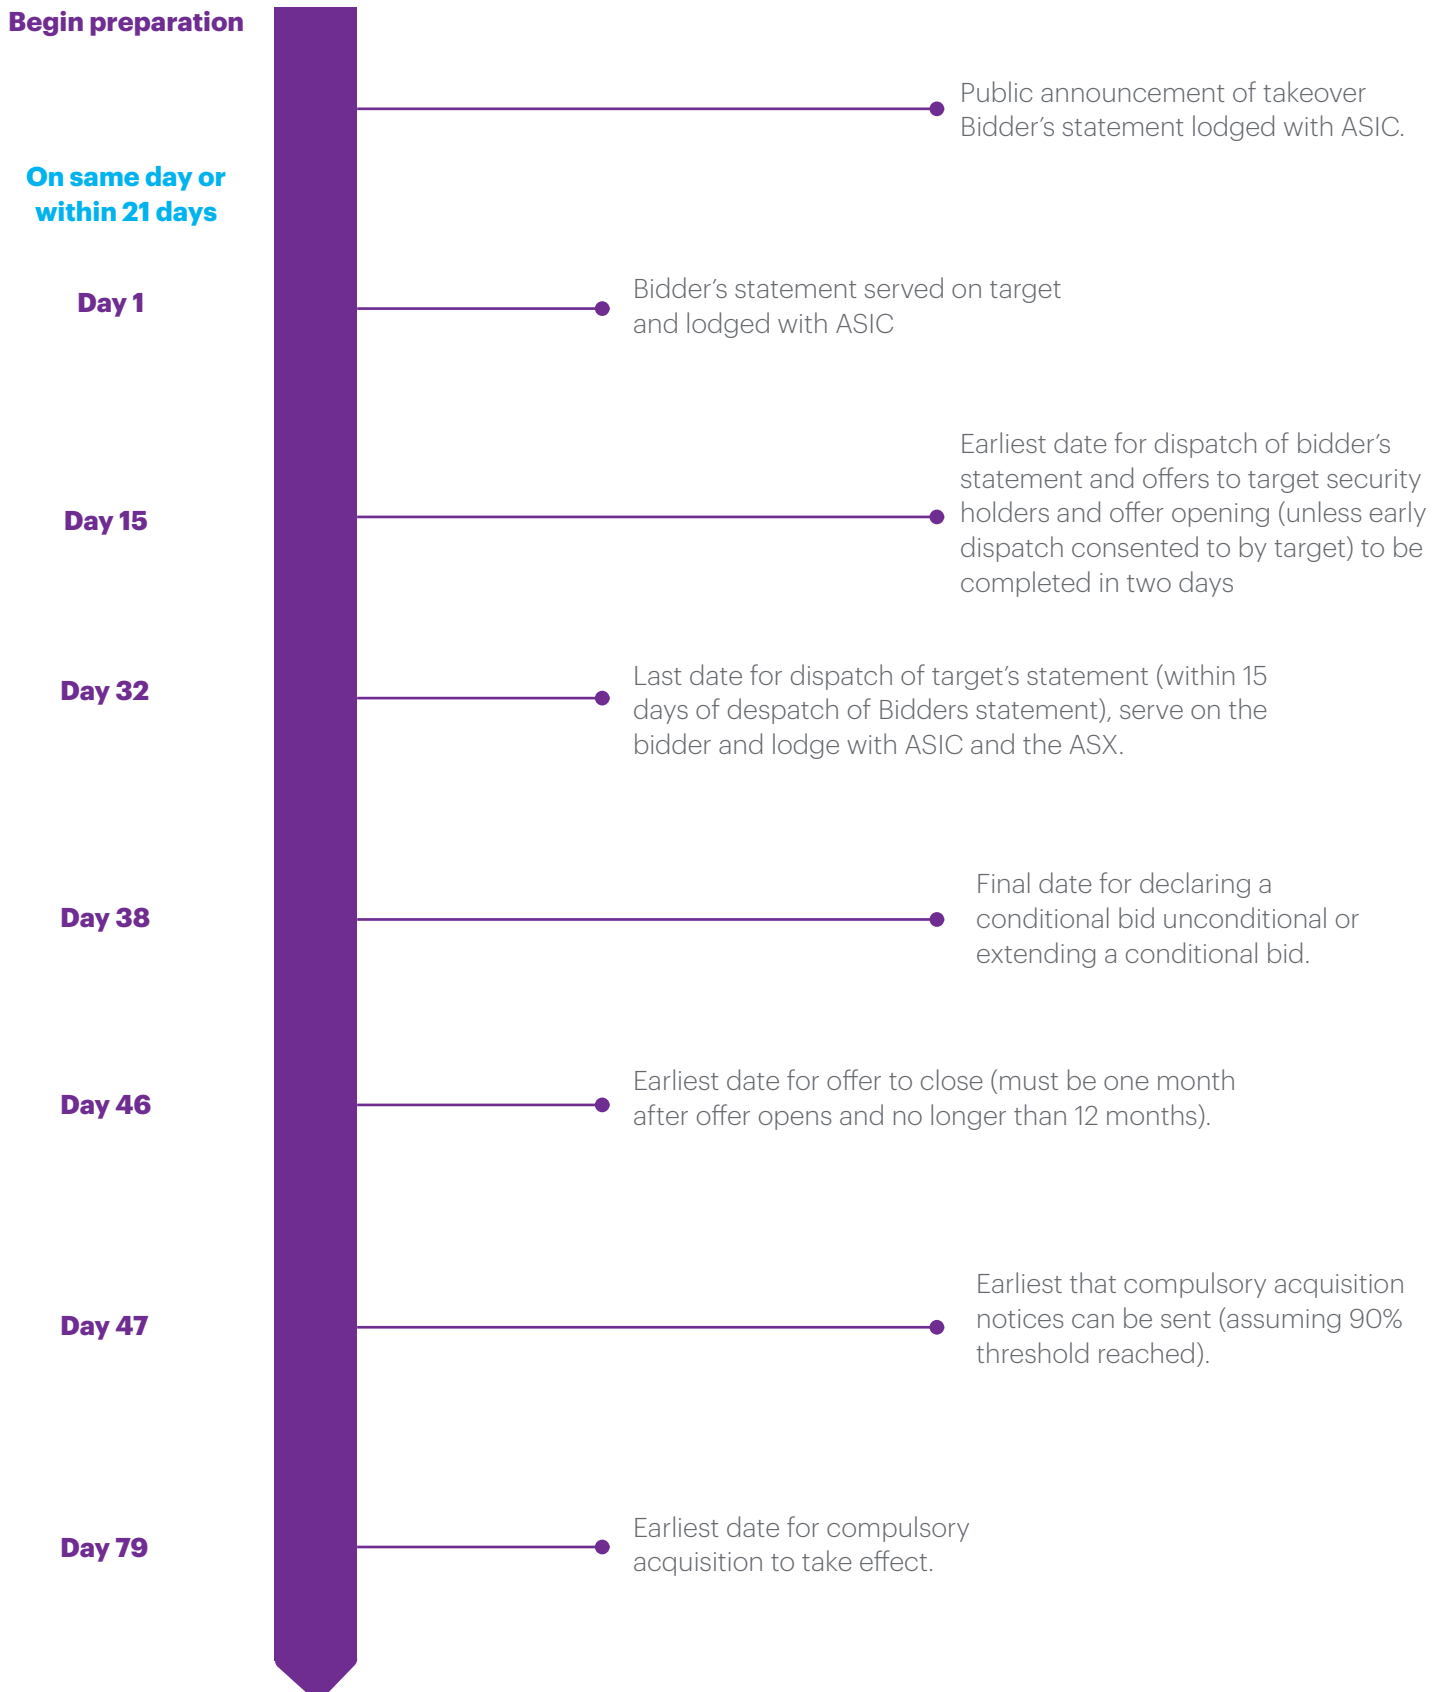 Begin preparation
Public announcement of takeover
Bidder’s statement lodged with ASIC.
On same day or
within 21 days
Day 1
Bidder’s statement served on target
and lodged with ASIC
Day 15
Earliest date for dispatch of bidder’s
statement and offers to target security
holders and offer opening (unless early
dispatch consented to by target) to be
completed in two days
Day 32
Last date for dispatch of target’s statement (within 15
days of despatch of Bidders statement), serve on the
bidder and lodge with ASIC and the ASX.
Day 38
Final date for declaring a
conditional bid unconditional or
extending a conditional bid.
Day 46
Earliest date for offer to close (must be one month
after offer opens and no longer than 12 months).
Day 47
Earliest that compulsory acquisition
notices can be sent (assuming 90%
threshold reached).
Day 79
Earliest date for compulsory
acquisition to take effect.